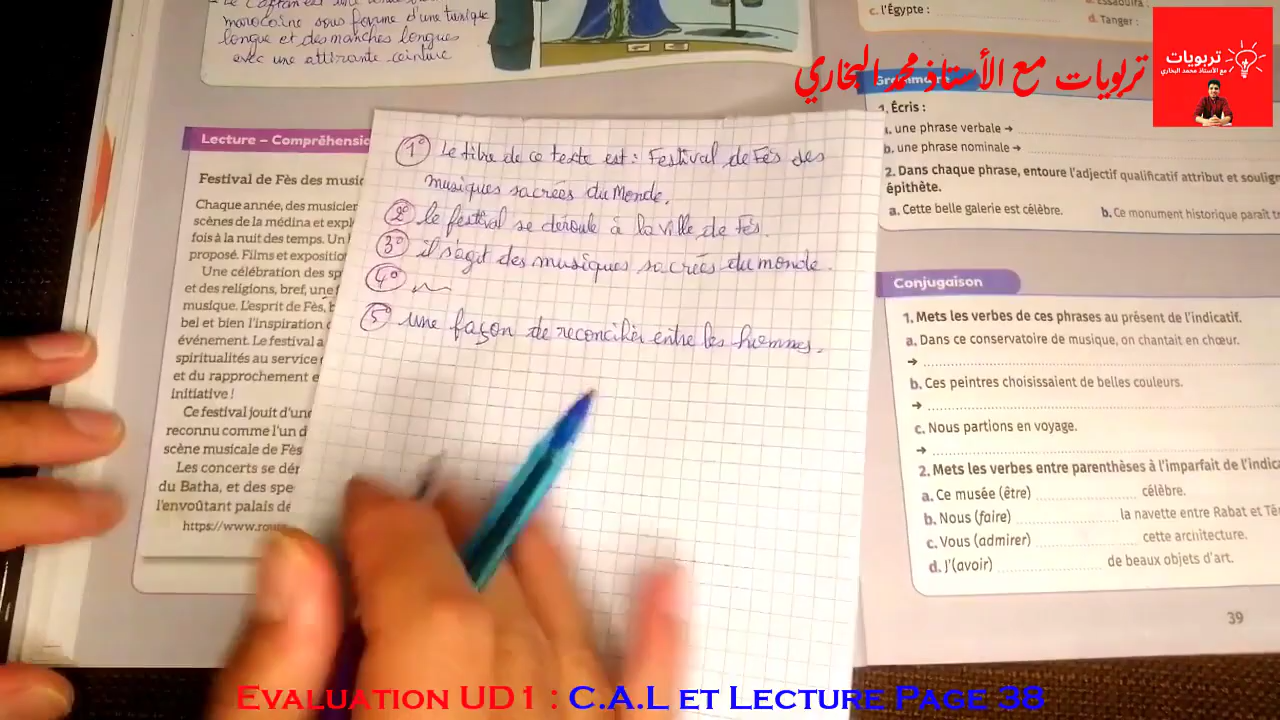 marocaine sous forme d'une tunique
longue et des manches longues
avec une attirante ceinture
c. l'Égypte :
d. Tanger :
تربويات مع الأستاذ محمد البخاري
تربويات
مع الأستاذ محمد البخاري
Lecture – Compréhensio
Festival de Fès des music
Chaque année, des musicien
scènes de la médina et expl
fois à la nuit des temps. Un
proposé. Films et expositio
Une célébration des sp
et des religions, bref, une
musique. L'esprit de Fès,
bel et bien l'inspiration
événement. Le festival a
spiritualités au service
et du rapprochement e
initiative !
Ce festival jouit d'une
reconnu comme l'un d
scène musicale de Fès
Les concerts se dér
du Batha, et des spe
l'envoûtant palais de
https://www.
1° Le titre de ce texte est : Festival de Fès des
musiques sacrées du Monde.
2° le festival se déroule à la ville de Fès.
3° il s'agit des musiques sacrées du monde.
4°
5° une façon de reconcilier entre les hommes.
Grammaire
1. Écris :
a. une phrase verbale →
b. une phrase nominale →
2. Dans chaque phrase, entoure l'adjectif qualificatif attribut et soulign
épithète.
a. Cette belle galerie est célèbre. b. Ce monument historique paraît t
Conjugaison
1. Mets les verbes de ces phrases au présent de l'indicatif.
a. Dans ce conservatoire de musique, on chantait en chœur.
→
b. Ces peintres choisissaient de belles couleurs.
→
c. Nous partions en voyage.
→
2. Mets les verbes entre parenthèses à l'imparfait de l'indica
a. Ce musée (être) célèbre.
b. Nous (faire) la navette entre Rabat et Té
c. Vous (admirer) cette architecture.
d. J'(avoir) de beaux objets d'art.
39
EVALUATION UD1 : C.A.L ET LECTURE PAGE 38